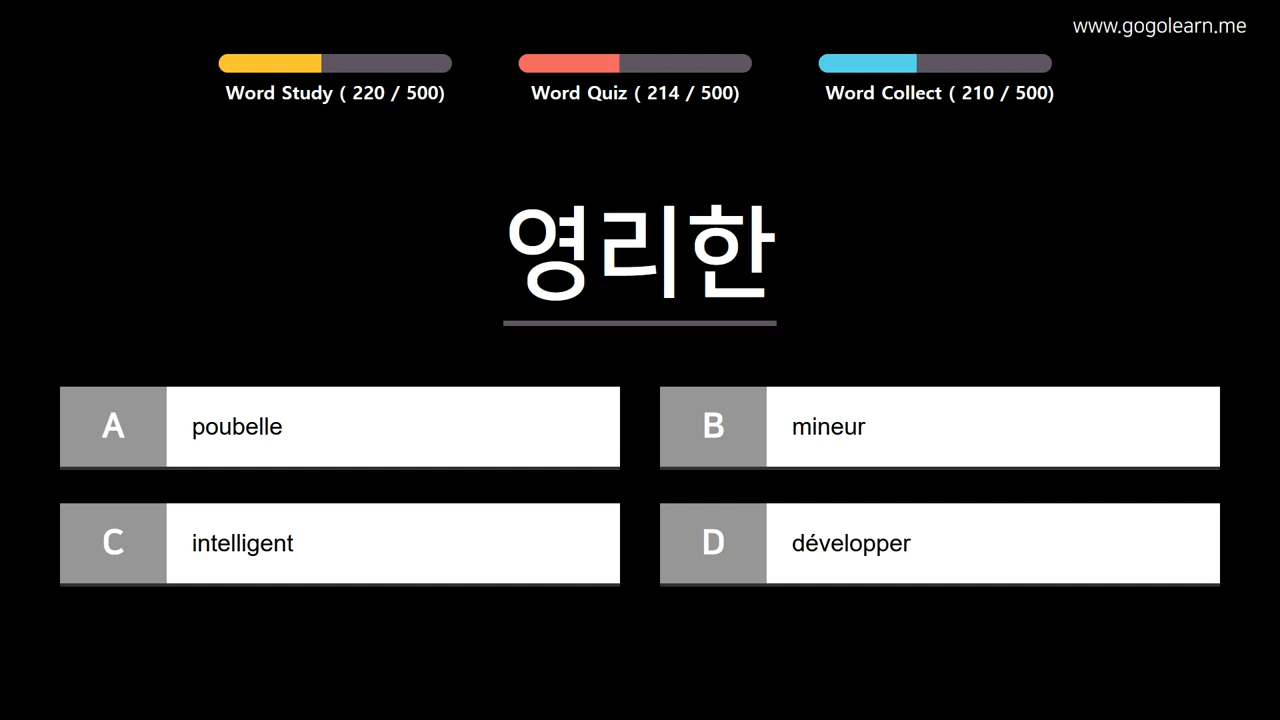 www.gogolearn.me
Word Study ( 220 / 500)
Word Quiz ( 214 / 500)
Word Collect ( 210 / 500)
영리한
A poubelle
B mineur
C intelligent
D développer